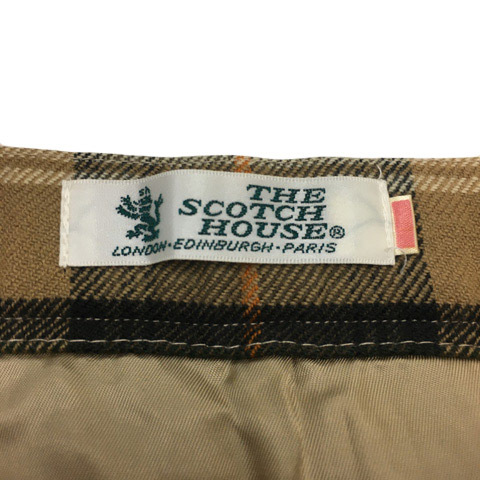 THE
SCOTCH
HOUSE®
LONDON·EDINBURGH·PARIS